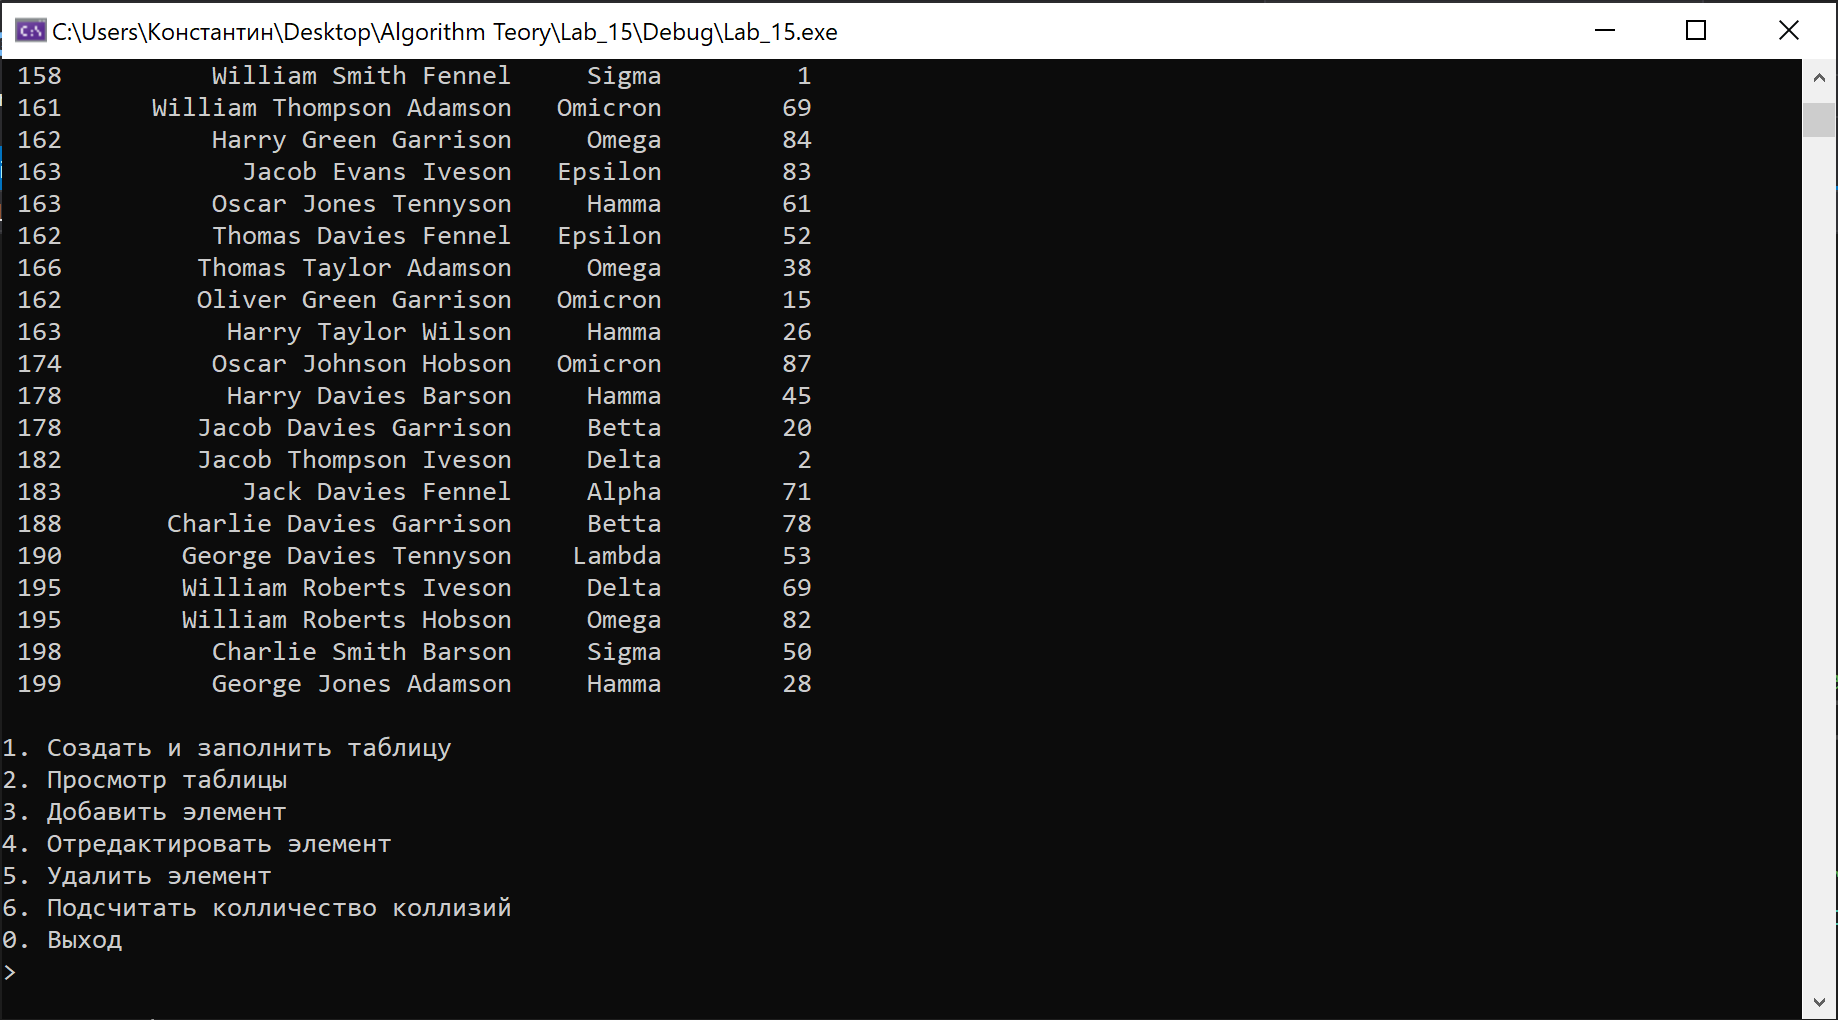 C:\Users\Константин\Desktop\Algorithm Teory\Lab_15\Debug\Lab_15.exe
158 William Smith Fennel Sigma 1
161 William Thompson Adamson Omicron 69
162 Harry Green Garrison Omega 84
163 Jacob Evans Iveson Epsilon 83
163 Oscar Jones Tennyson Hamma 61
162 Thomas Davies Fennel Epsilon 52
166 Thomas Taylor Adamson Omega 38
162 Oliver Green Garrison Omicron 15
163 Harry Taylor Wilson Hamma 26
174 Oscar Johnson Hobson Omicron 87
178 Harry Davies Barson Hamma 45
178 Jacob Davies Garrison Betta 20
182 Jacob Thompson Iveson Delta 2
183 Jack Davies Fennel Alpha 71
188 Charlie Davies Garrison Betta 78
190 George Davies Tennyson Lambda 53
195 William Roberts Iveson Delta 69
195 William Roberts Hobson Omega 82
198 Charlie Smith Barson Sigma 50
199 George Jones Adamson Hamma 28
1. Создать и заполнить таблицу
2. Просмотр таблицы
3. Добавить элемент
4. Отредактировать элемент
5. Удалить элемент
6. Подсчитать колличество коллизий
0. Выход
>